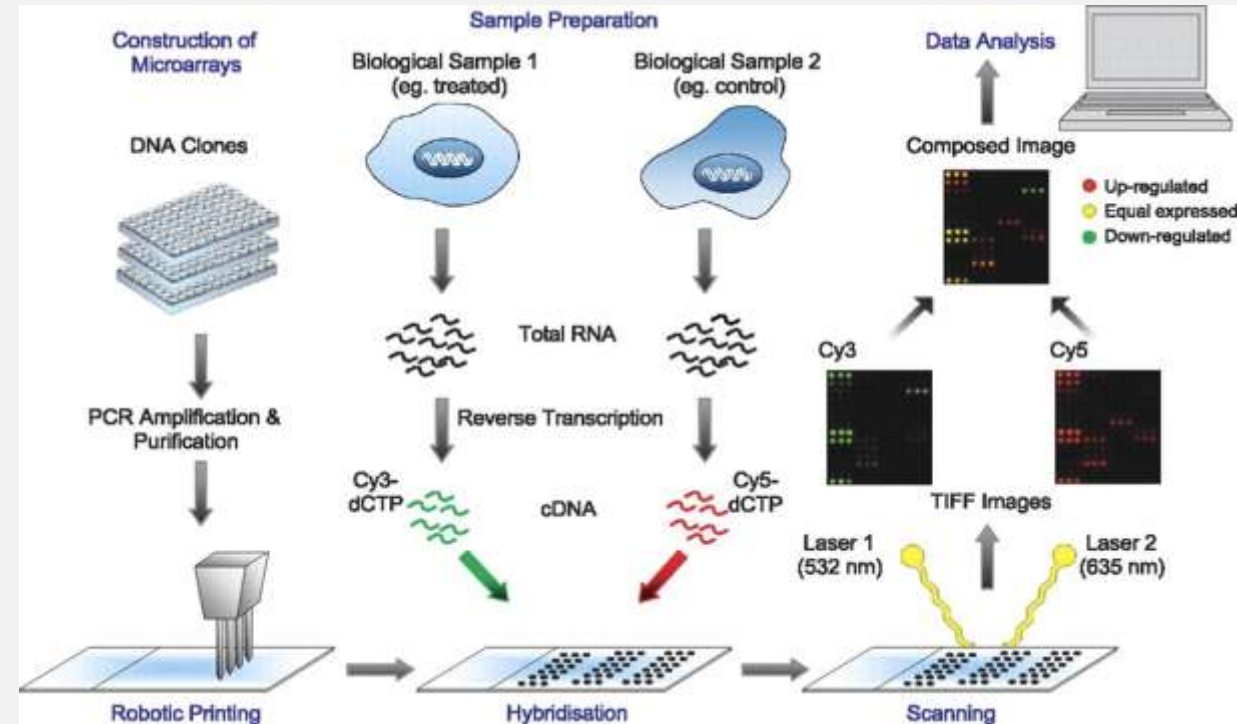 Construction of
Microarrays
DNA Clones
PCR Amplification &
Purification
Robotic Printing
Sample Preparation
Biological Sample 1
(eg. treated)
Biological Sample 2
(eg. control)
Total RNA
Reverse Transcription
Cy3-
dCTP
cDNA
Cy5-
dCTP
Hybridisation
Data Analysis
Composed Image
Up-regulated
Equal expressed
Down-regulated
Cy3
Cy5
TIFF Images
Laser 1
(532 nm)
Laser 2
(635 nm)
Scanning